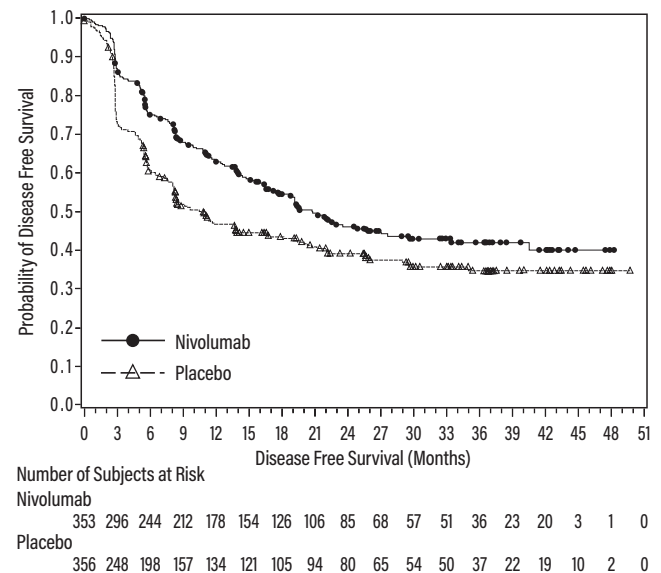 Probability of Disease Free Survival
1.0
0.9
0.8
0.7
0.6
0.5
0.4
0.3
0.2
0.1
0.0
Nivolumab
Placebo
0 3 6 9 12 15 18 21 24 27 30 33 36 39 42 45 48 51
Disease Free Survival (Months)
Number of Subjects at Risk
Nivolumab
353 296 244 212 178 154 126 106 85 68 57 51 36 23 20 3 1 0
Placebo
356 248 198 157 134 121 105 94 80 65 54 50 37 22 19 10 2 0